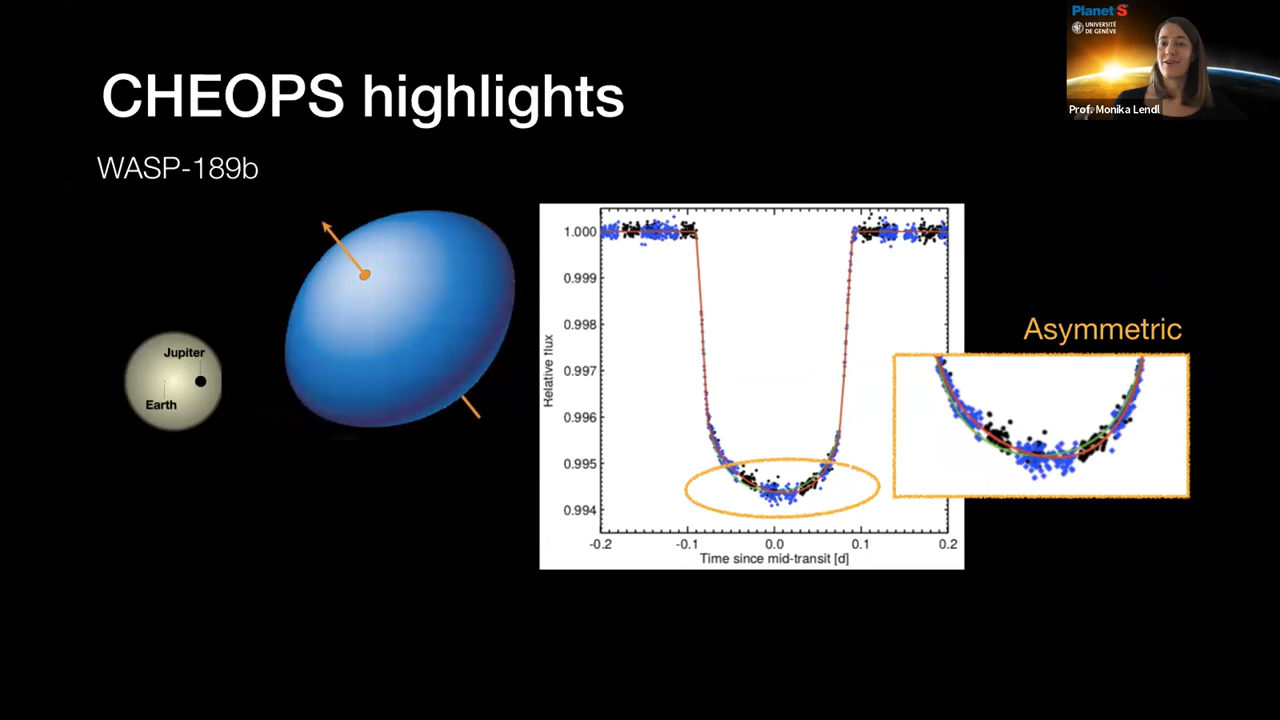 CHEOPS highlights
WASP-189b
Planet S
UNIVERSITÉ
DE GENÈVE
Prof. Monika Lendl
Jupiter
Earth
Relative flux
1.000
0.999
0.998
0.997
0.996
0.995
0.994
-0.2
-0.1
0.0
0.1
0.2
Time since mid-transit [d]
Asymmetric